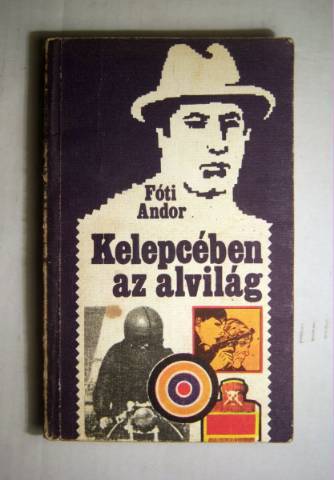 Fóti
Andor
Kelepcében
az alvilág